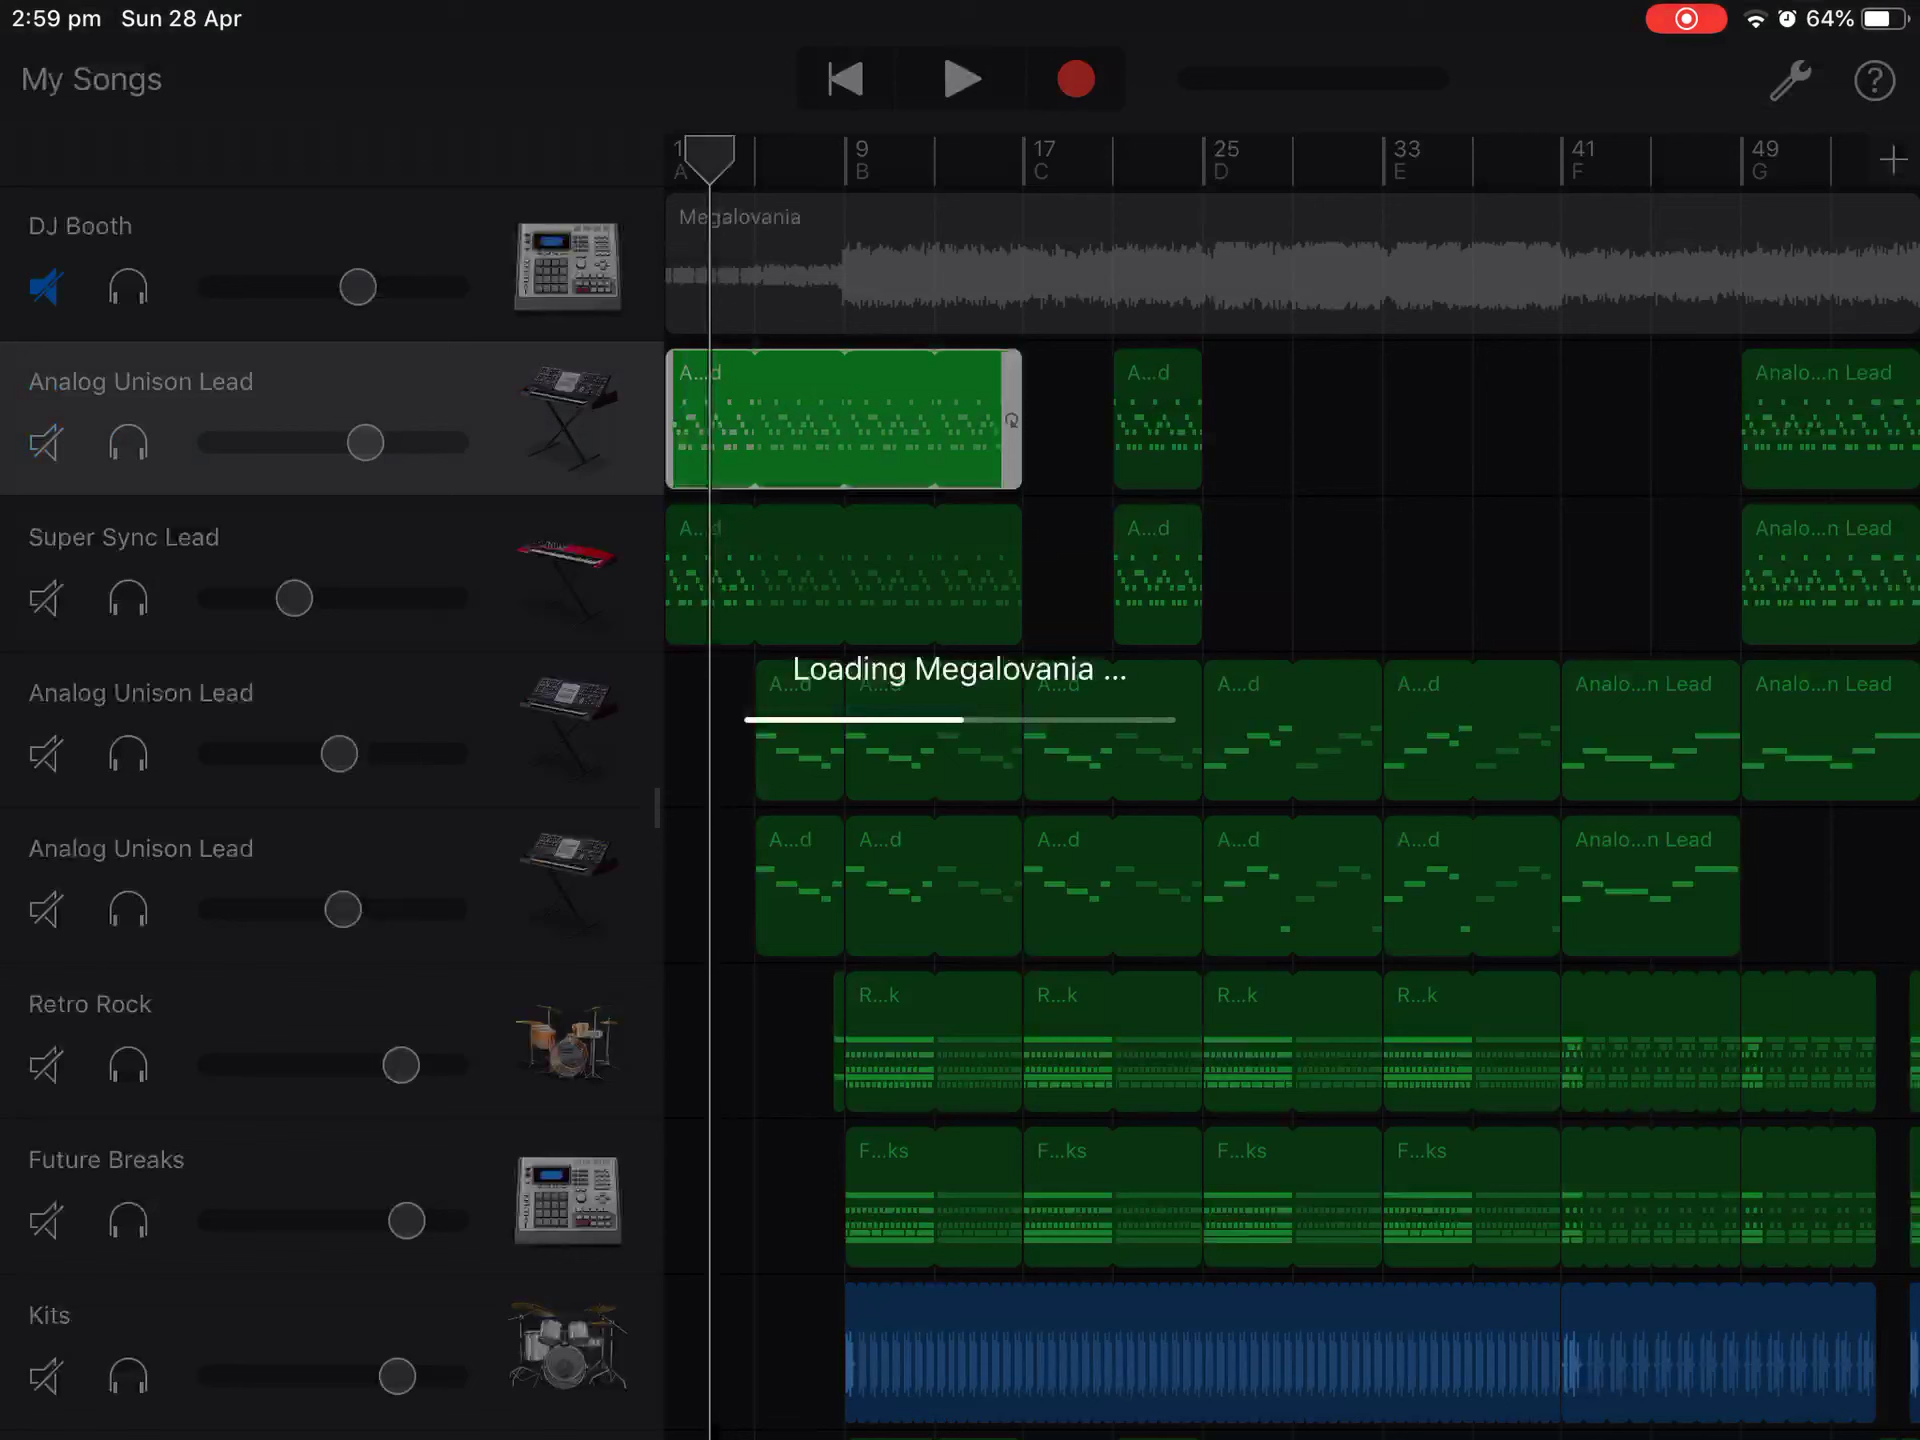 2:59 pm Sun 28 Apr 64%
My Songs
1 9 17 25 33 41 49
A B C D E F G
DJ Booth
Megalovania
Analog Unison Lead
A...d A...d Analo...n Lead
Super Sync Lead
A...d A...d Analo...n Lead
Loading Megalovania ...
Analog Unison Lead
A...d A...d A...d A...d A...d Analo...n Lead Analo...n Lead
Analog Unison Lead
A...d A...d A...d A...d A...d Analo...n Lead
Retro Rock
R...k R...k R...k R...k
Future Breaks
F...ks F...ks F...ks F...ks
Kits